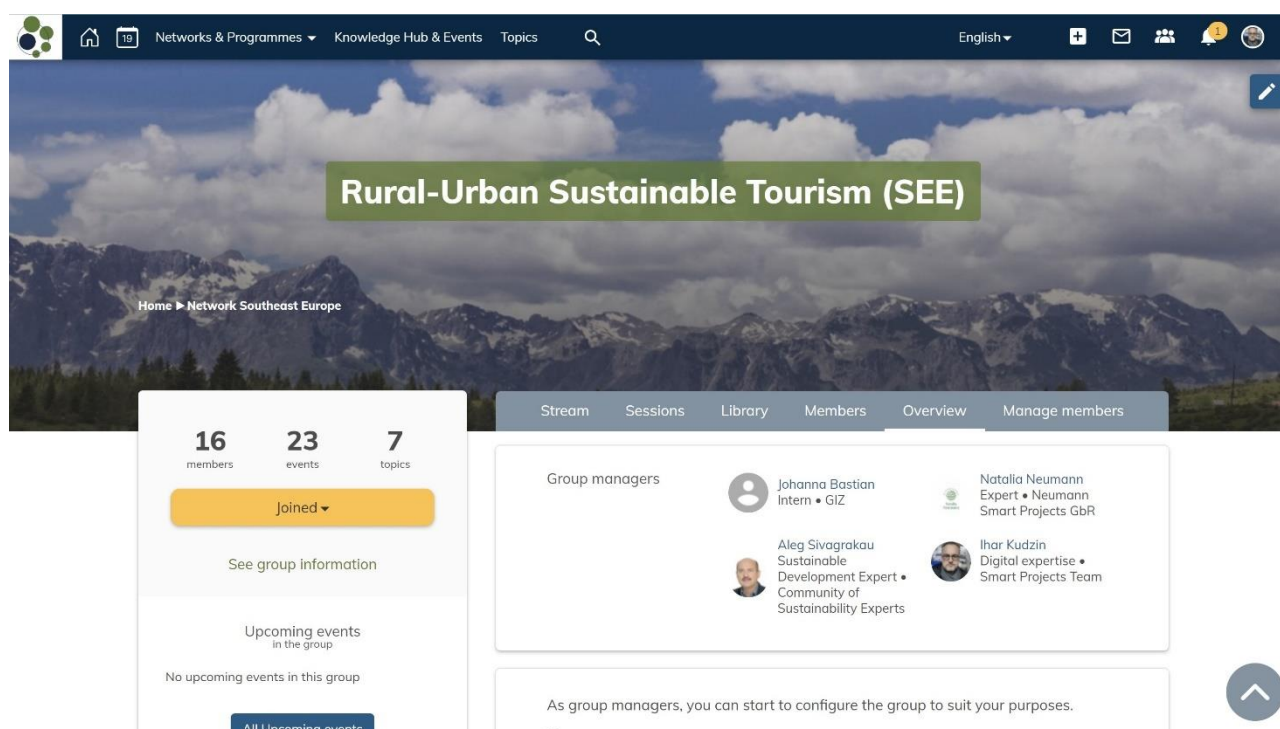 19
Networks & Programmes
Knowledge Hub & Events
Topics
English
1
Rural-Urban Sustainable Tourism (SEE)
Home ▶ Network Southeast Europe
Stream
Sessions
Library
Members
Overview
Manage members
16
members
23
events
7
topics
Joined
See group information
Upcoming events
in the group
No upcoming events in this group
All Upcoming events
Group managers
Johanna Bastian
Intern • GIZ
Natalia Neumann
Expert • Neumann
Smart Projects GbR
Aleg Sivagrakau
Sustainable
Development Expert •
Community of
Sustainability Experts
Ihar Kudzin
Digital expertise •
Smart Projects Team
As group managers, you can start to configure the group to suit your purposes.